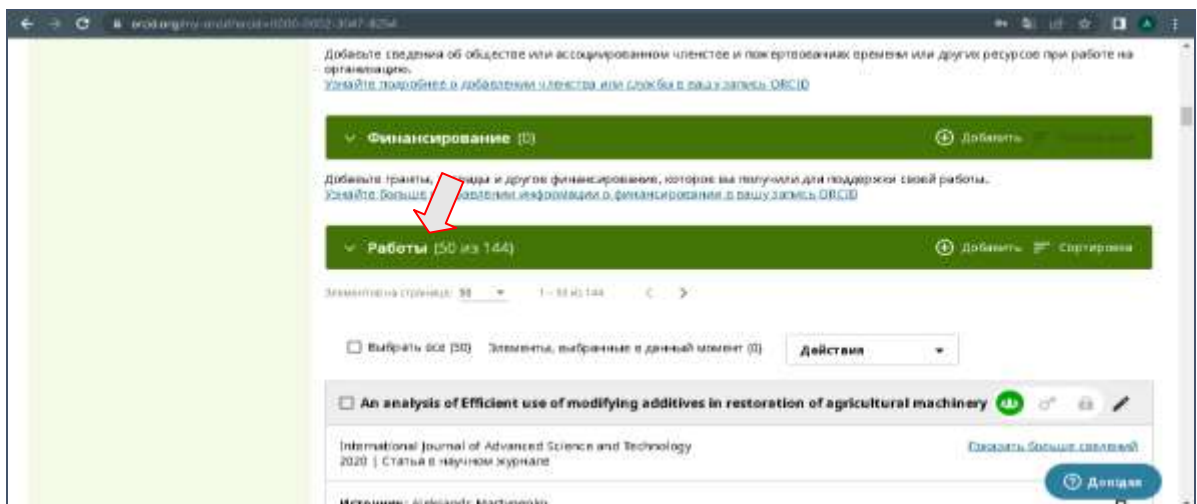 Добавьте сведения об обществе или ассоциированном членстве и пожертвованиях времени или других ресурсов при работе на
организацию.
Узнайте подробнее о добавлении членства или службы в вашу запись ORCID
Финансирование (0) Добавить
Добавьте гранты, и другое финансирование, которое вы получили для поддержки своей работы.
Узнайте больше информации о финансировании в вашу запись ORCID
Работы (50 из 144) Добавить Сортировка
Элементов на странице: 50 1 – 50 из 144
Выбрать все (50) Элементы, выбранные в данный момент (0) Действия
An analysis of Efficient use of modifying additives in restoration of agricultural machinery
International Journal of Advanced Science and Technology Показать больше сведений
2020 | Статья в научном журнале
Довідка
Источник: